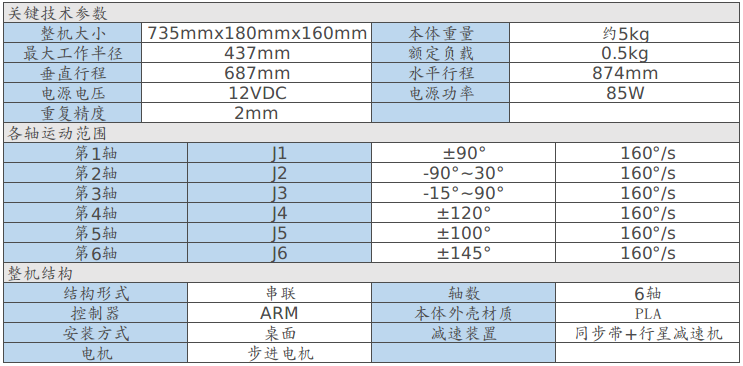 关键技术参数
整机大小 735mmx180mmx160mm 本体重量 约5kg
最大工作半径 437mm 额定负载 0.5kg
垂直行程 687mm 水平行程 874mm
电源电压 12VDC 电源功率 85W
重复精度 2mm
各轴运动范围
第1轴 J1 ±90° 160°/s
第2轴 J2 -90°~30° 160°/s
第3轴 J3 -15°~90° 160°/s
第4轴 J4 ±120° 160°/s
第5轴 J5 ±100° 160°/s
第6轴 J6 ±145° 160°/s
整机结构
结构形式 串联 轴数 6轴
控制器 ARM 本体外壳材质 PLA
安装方式 桌面 减速装置 同步带+行星减速机
电机 步进电机